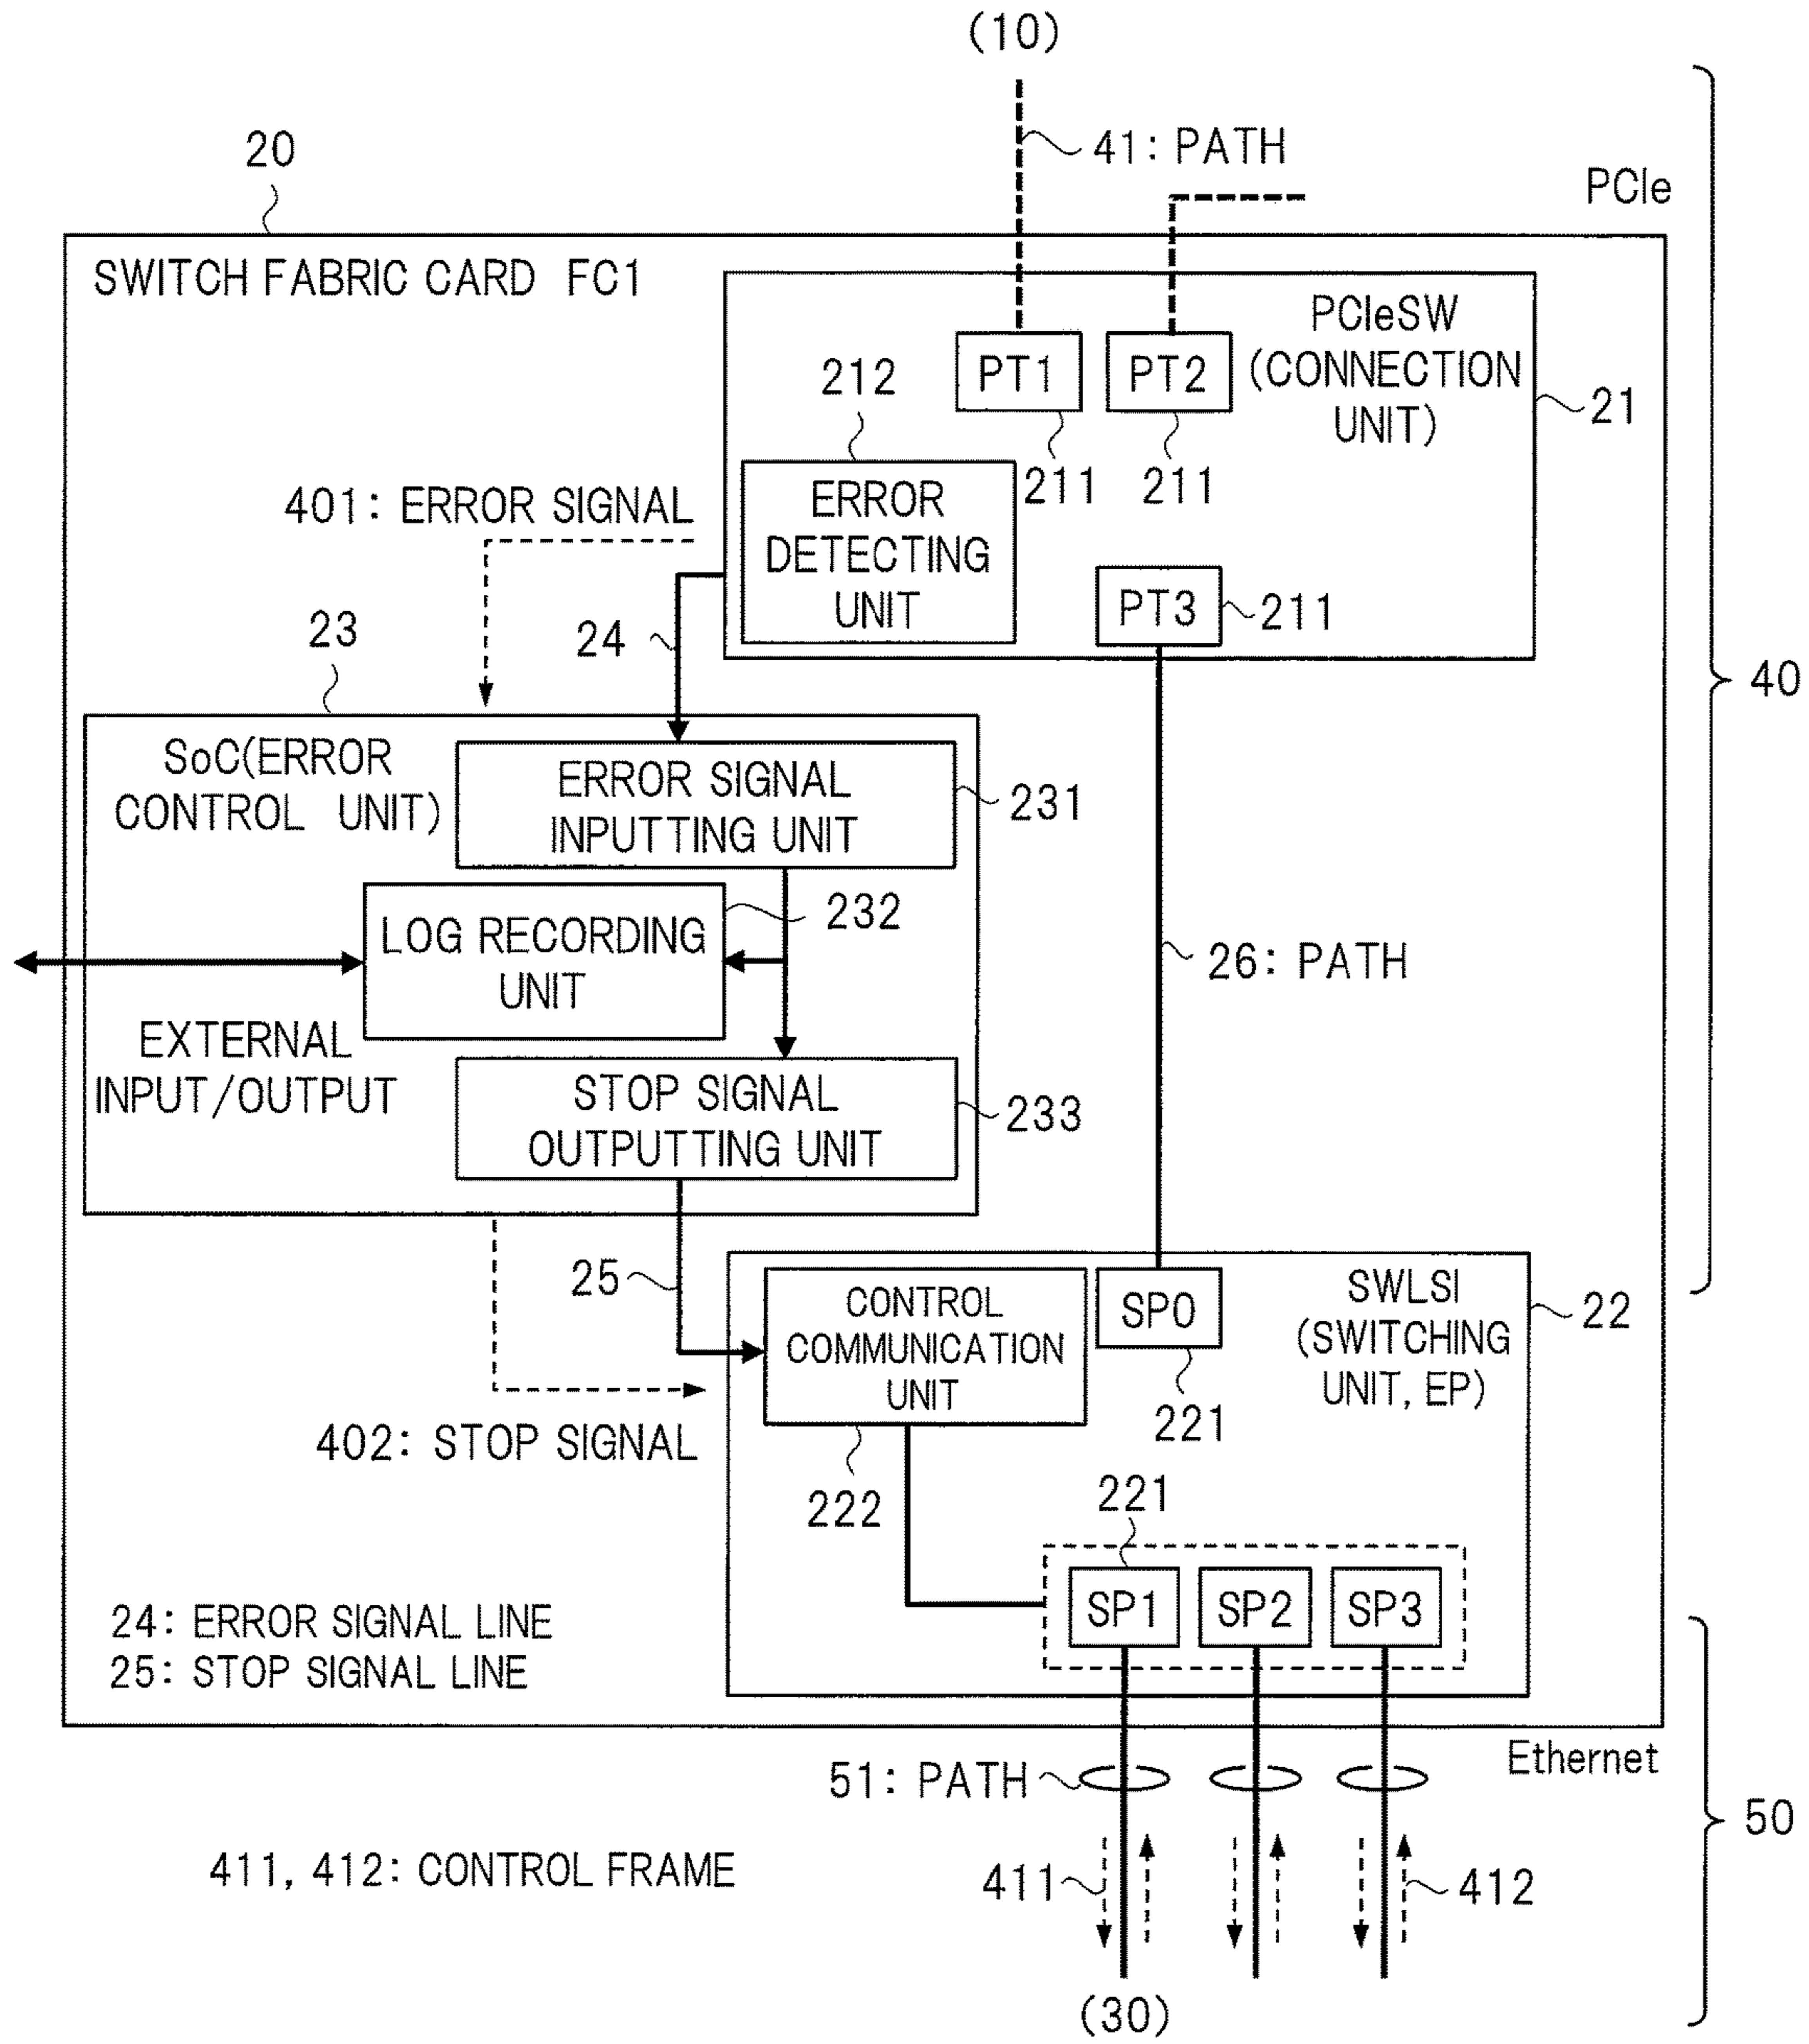 (10)
41: PATH
20
PCIe
SWITCH FABRIC CARD FC1
PCIeSW
(CONNECTION
UNIT)
PT1
PT2
212
21
211
211
401: ERROR SIGNAL
ERROR
DETECTING
UNIT
PT3
211
24
23
40
SoC(ERROR
CONTROL UNIT)
ERROR SIGNAL
INPUTTING UNIT
231
232
LOG RECORDING
UNIT
26: PATH
EXTERNAL
INPUT/OUTPUT
STOP SIGNAL
OUTPUTTING UNIT
233
25
CONTROL
COMMUNICATION
UNIT
SP0
SWLSI
(SWITCHING
UNIT, EP)
22
221
402: STOP SIGNAL
222
221
SP1
SP2
SP3
24: ERROR SIGNAL LINE
25: STOP SIGNAL LINE
Ethernet
51: PATH
50
411, 412: CONTROL FRAME
411
412
(30)